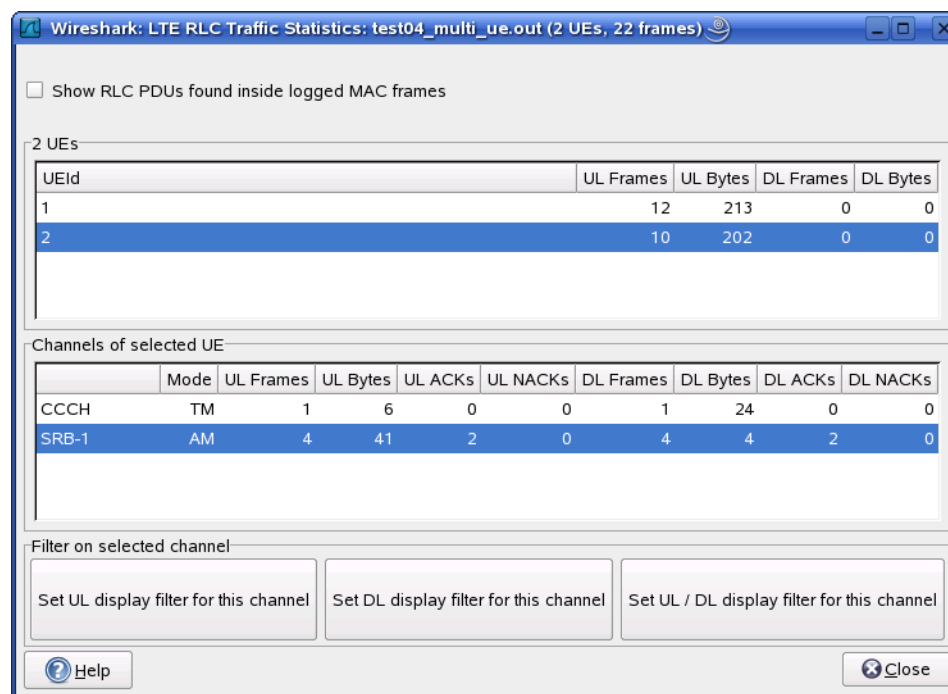 Wireshark: LTE RLC Traffic Statistics: test04_multi_ue.out (2 UEs, 22 frames)
Show RLC PDUs found inside logged MAC frames
2 UEs
UEId UL Frames UL Bytes DL Frames DL Bytes
1 12 213 0 0
2 10 202 0 0
Channels of selected UE
Mode UL Frames UL Bytes UL ACKs UL NACKs DL Frames DL Bytes DL ACKs DL NACKs
CCCH TM 1 6 0 0 1 24 0 0
SRB-1 AM 4 41 2 0 4 4 2 0
Filter on selected channel
Set UL display filter for this channel Set DL display filter for this channel Set UL / DL display filter for this channel
Help Close